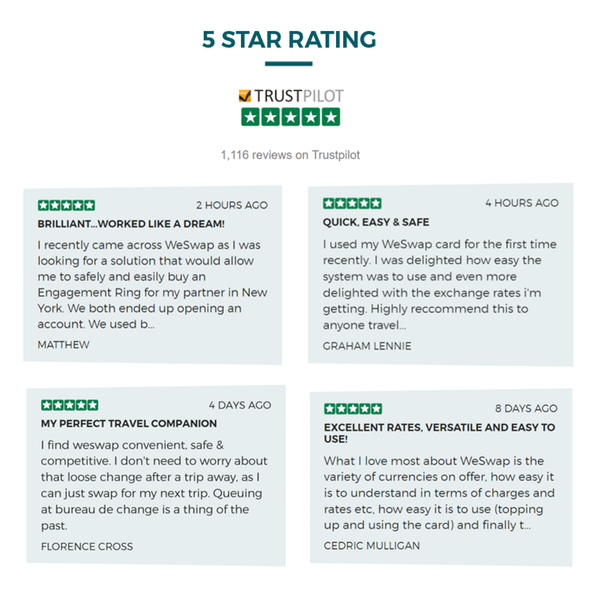 5 STAR RATING
TRUSTPILOT
1,116 reviews on Trustpilot
2 HOURS AGO
BRILLIANT...WORKED LIKE A DREAM!
I recently came across WeSwap as I was
looking for a solution that would allow
me to safely and easily buy an
Engagement Ring for my partner in New
York. We both ended up opening an
account. We used b...
MATTHEW
4 HOURS AGO
QUICK, EASY & SAFE
I used my WeSwap card for the first time
recently. I was delighted how easy the
system was to use and even more
delighted with the exchange rates i'm
getting. Highly reccommend this to
anyone travel...
GRAHAM LENNIE
4 DAYS AGO
MY PERFECT TRAVEL COMPANION
I find weswap convenient, safe &
competitive. I don't need to worry about
that loose change after a trip away, as I
can just swap for my next trip. Queuing
at bureau de change is a thing of the
past.
FLORENCE CROSS
8 DAYS AGO
EXCELLENT RATES, VERSATILE AND EASY TO
USE!
What I love most about WeSwap is the
variety of currencies on offer, how easy it
is to understand in terms of charges and
rates etc, how easy it is to use (topping
up and using the card) and finally t...
CEDRIC MULLIGAN